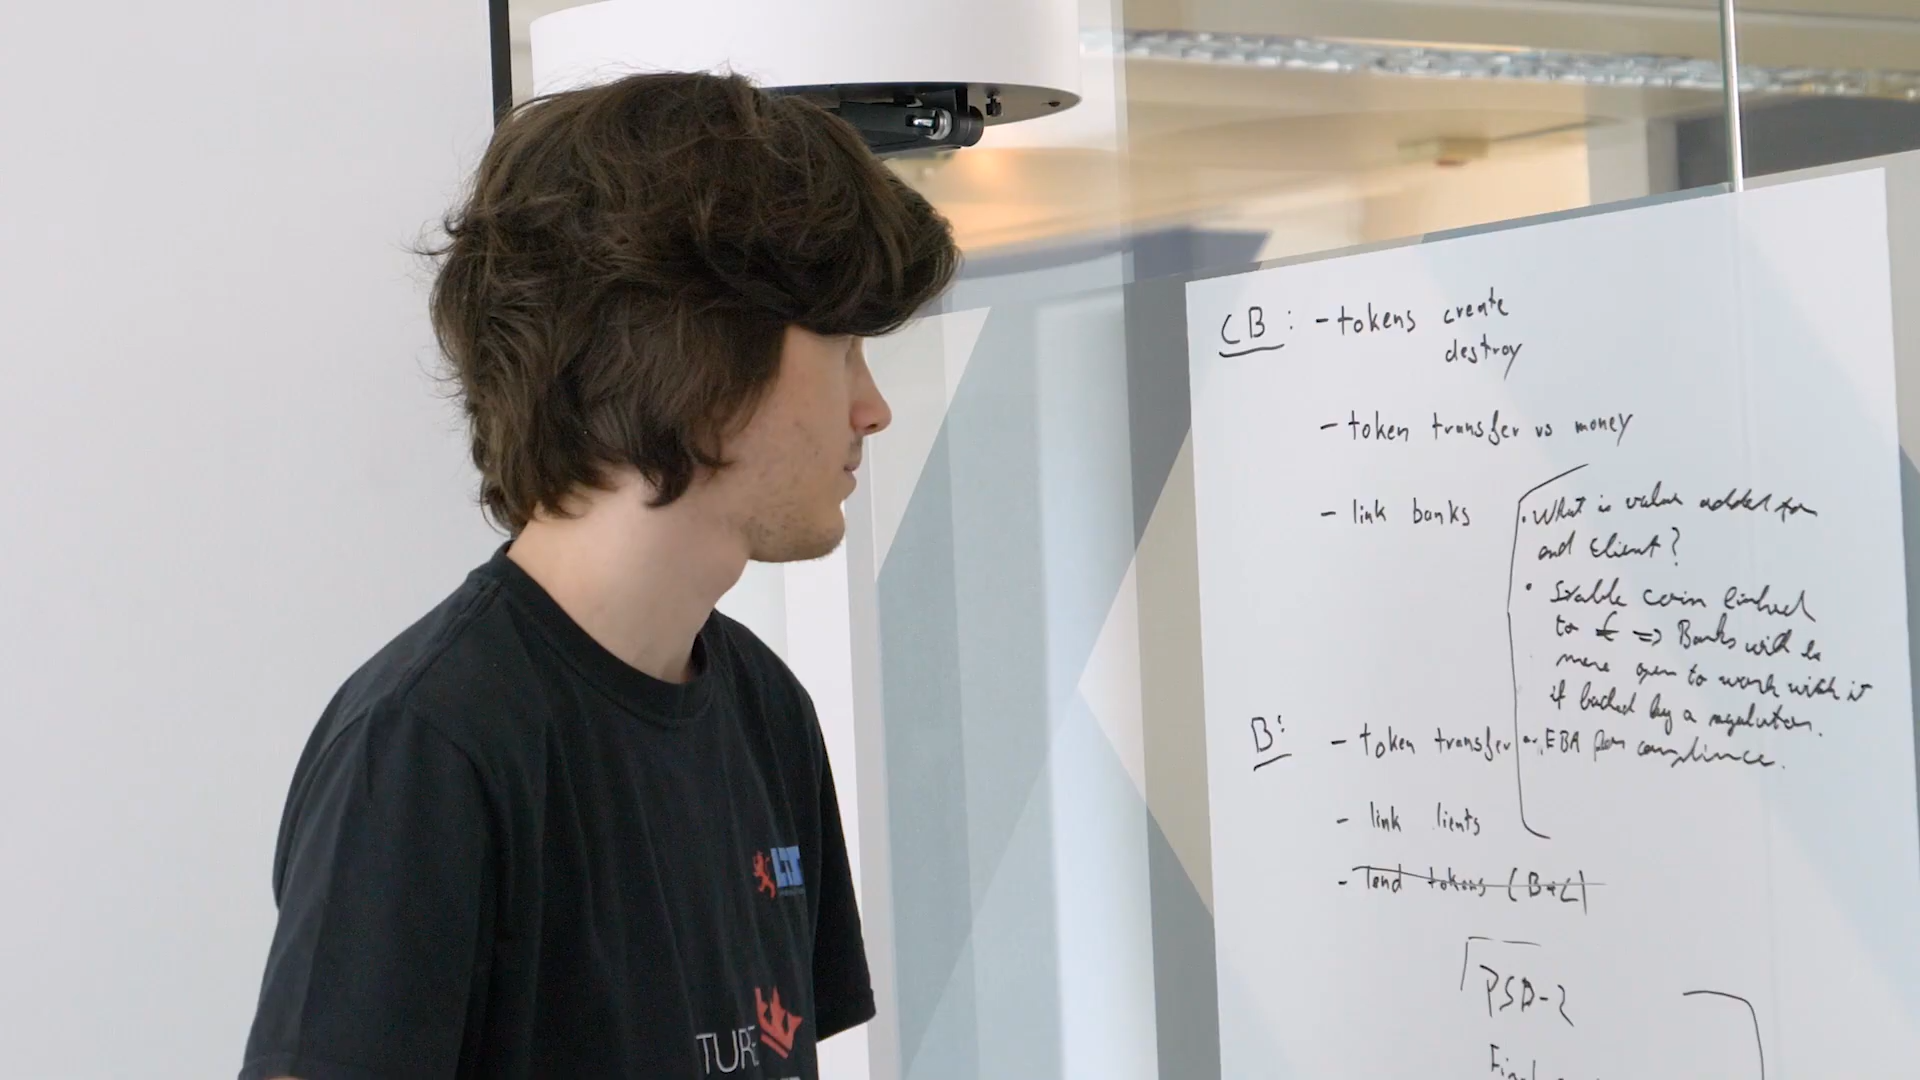 CB: - tokens create
destroy
- token transfer vs money
- link banks
• What is value added for
and client?
• Stable coin linked
to € => Banks will be
more open to work with it
if backed by a regulator.
B: - token transfer
EBA for compliance.
- link lients
- Tend tokens (B+C)
PSD-2
TURE